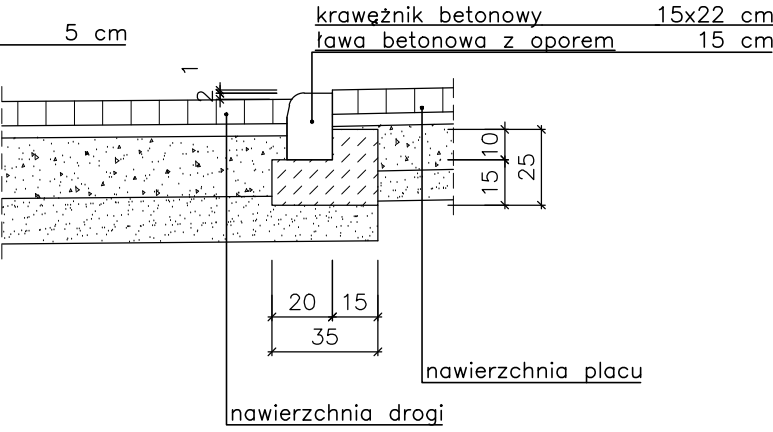 krawężnik betonowy 15x22 cm
5 cm
ława betonowa z oporem 15 cm
1
2
10
15
25
20 15
35
nawierzchnia placu
nawierzchnia drogi